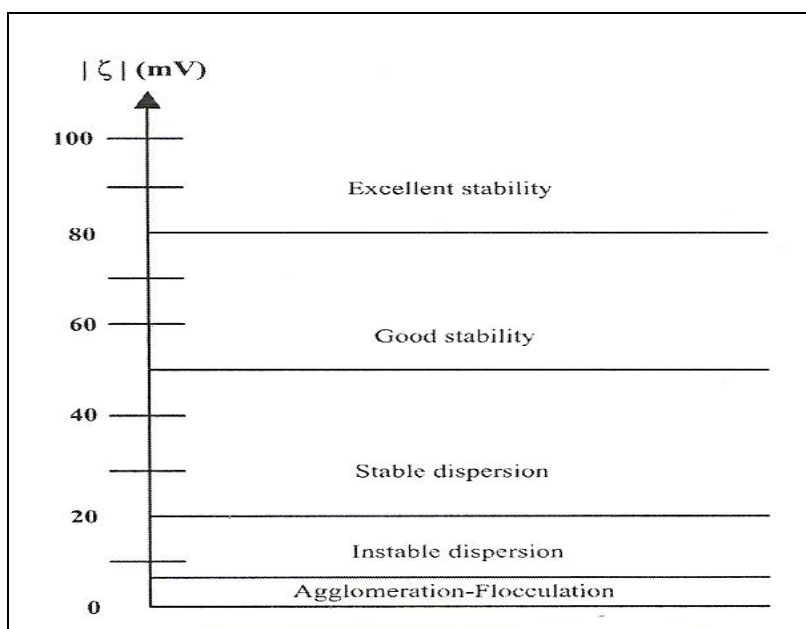 | ζ | (mV)
100
Excellent stability
80
60
Good stability
40
Stable dispersion
20
Instable dispersion
Agglomeration-Flocculation
0